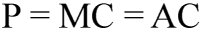 P = MC = AC